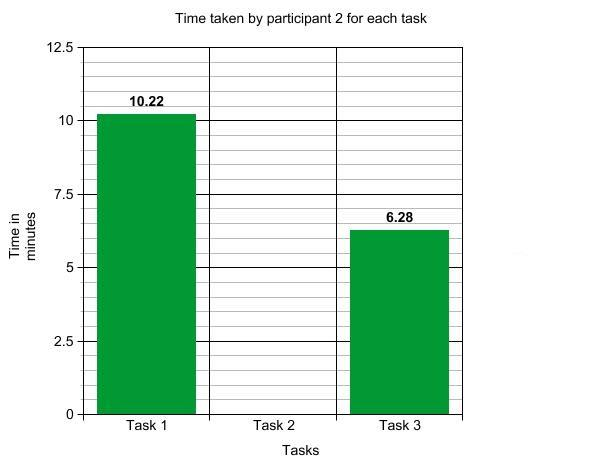 Time taken by participant 2 for each task
12.5
10.22
10
7.5
6.28
Time in
minutes
5
2.5
0
Task 1 Task 2 Task 3
Tasks